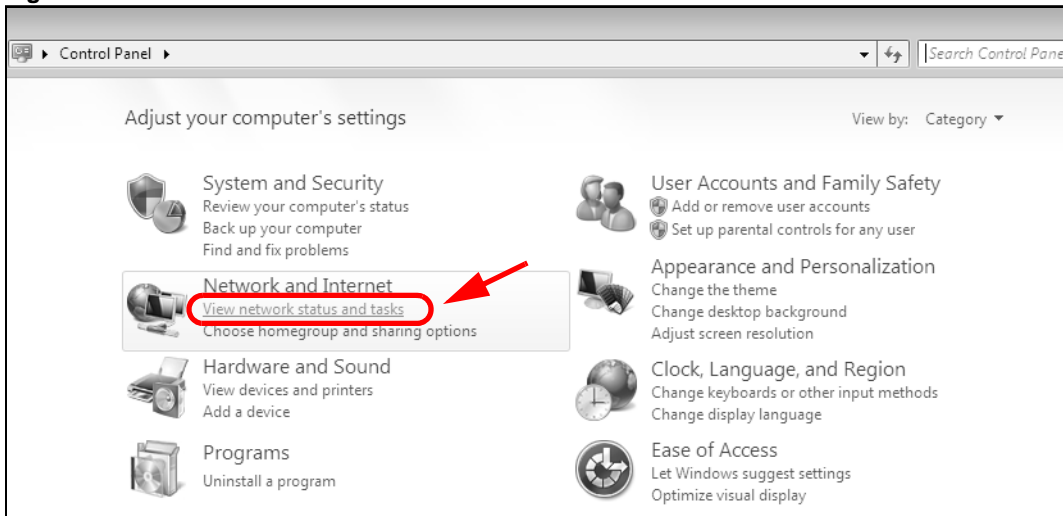 Control Panel
Search Control Pane
Adjust your computer's settings
View by: Category
System and Security
Review your computer's status
Back up your computer
Find and fix problems
Network and Internet
View network status and tasks
Choose homegroup and sharing options
Hardware and Sound
View devices and printers
Add a device
Programs
Uninstall a program
User Accounts and Family Safety
Add or remove user accounts
Set up parental controls for any user
Appearance and Personalization
Change the theme
Change desktop background
Adjust screen resolution
Clock, Language, and Region
Change keyboards or other input methods
Change display language
Ease of Access
Let Windows suggest settings
Optimize visual display